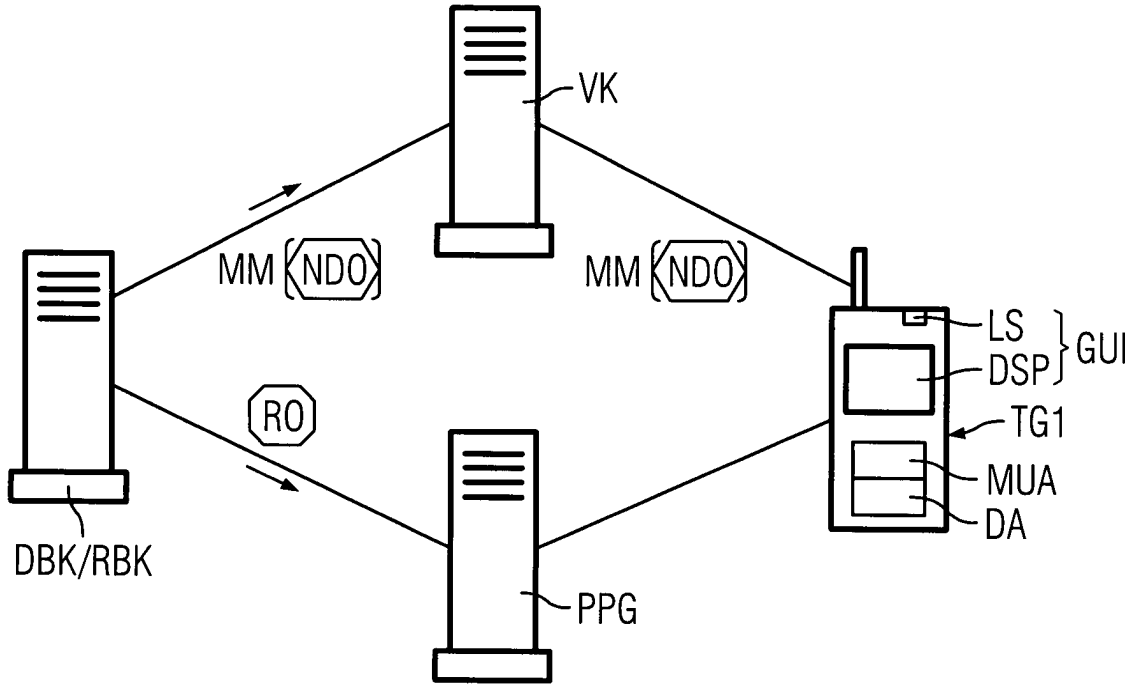 VK
MM NDO
MM NDO
LS
GUI
DSP
RO
TG1
MUA
DA
DBK/RBK
PPG